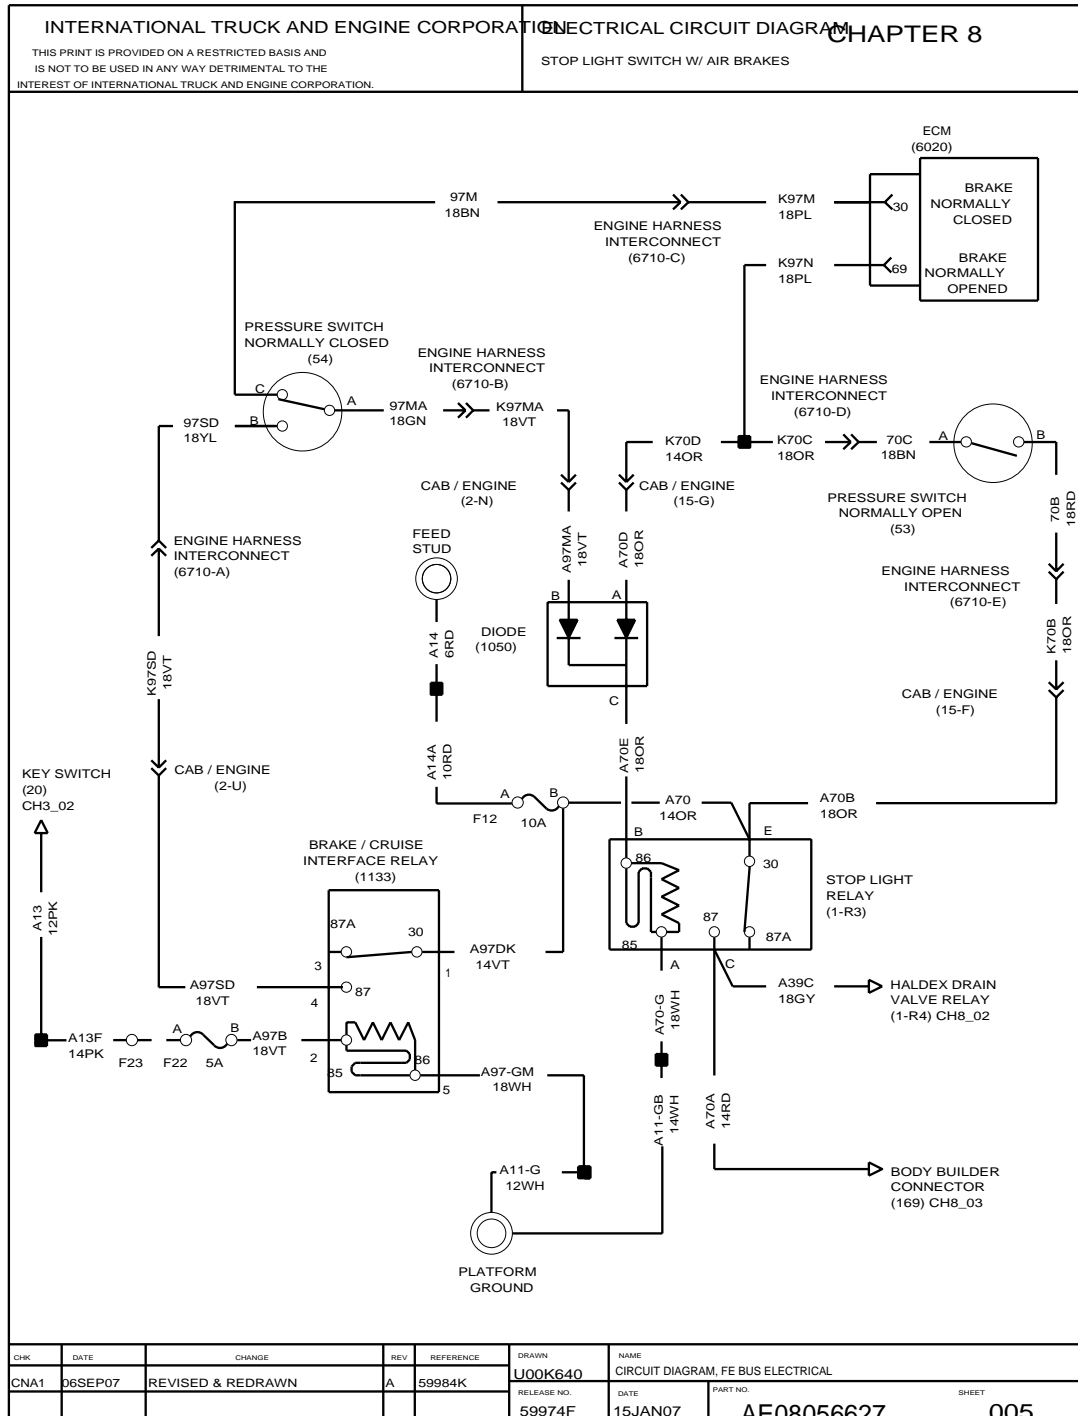 INTERNATIONAL TRUCK AND ENGINE CORPORATION
THIS PRINT IS PROVIDED ON A RESTRICTED BASIS AND
IS NOT TO BE USED IN ANY WAY DETRIMENTAL TO THE
INTEREST OF INTERNATIONAL TRUCK AND ENGINE CORPORATION.
ELECTRICAL CIRCUIT DIAGRAM
CHAPTER 8
STOP LIGHT SWITCH W/ AIR BRAKES
ECM
(6020)
BRAKE
NORMALLY
CLOSED
30
BRAKE
NORMALLY
OPENED
69
97M
18BN
ENGINE HARNESS
INTERCONNECT
(6710-C)
K97M
18PL
K97N
18PL
PRESSURE SWITCH
NORMALLY CLOSED
(54)
C
B
A
97SD
18YL
97MA
18GN
ENGINE HARNESS
INTERCONNECT
(6710-B)
K97MA
18VT
ENGINE HARNESS
INTERCONNECT
(6710-D)
K70D
14OR
K70C
18OR
70C
18BN
A
B
PRESSURE SWITCH
NORMALLY OPEN
(53)
70B
18RD
CAB / ENGINE
(2-N)
CAB / ENGINE
(15-G)
FEED
STUD
A97MA
18VT
A70D
18OR
ENGINE HARNESS
INTERCONNECT
(6710-A)
ENGINE HARNESS
INTERCONNECT
(6710-E)
B
A
DIODE
(1050)
C
A14
6RD
K70B
18OR
K97SD
18VT
CAB / ENGINE
(15-F)
A14A
10RD
A70E
18OR
CAB / ENGINE
(2-U)
KEY SWITCH
(20)
CH3_02
A
B
F12
10A
A70
14OR
A70B
18OR
B
E
86
30
STOP LIGHT
RELAY
(1-R3)
87
85
87A
A
C
BRAKE / CRUISE
INTERFACE RELAY
(1133)
A13
12PK
87A
30
3
1
A97DK
14VT
A97SD
18VT
4
87
A39C
18GY
HALDEX DRAIN
VALVE RELAY
(1-R4) CH8_02
A70-G
18WH
A13F
14PK
F23
F22
A
B
5A
A97B
18VT
2
85
86
5
A97-GM
18WH
A11-GB
14WH
A70A
14RD
A11-G
12WH
BODY BUILDER
CONNECTOR
(169) CH8_03
PLATFORM
GROUND
CHK
DATE
CHANGE
REV
REFERENCE
DRAWN
NAME
CNA1
06SEP07
REVISED & REDRAWN
A
59984K
U00K640
CIRCUIT DIAGRAM, FE BUS ELECTRICAL
RELEASE NO.
DATE
PART NO.
SHEET
59974F
15JAN07
AE08056627
005